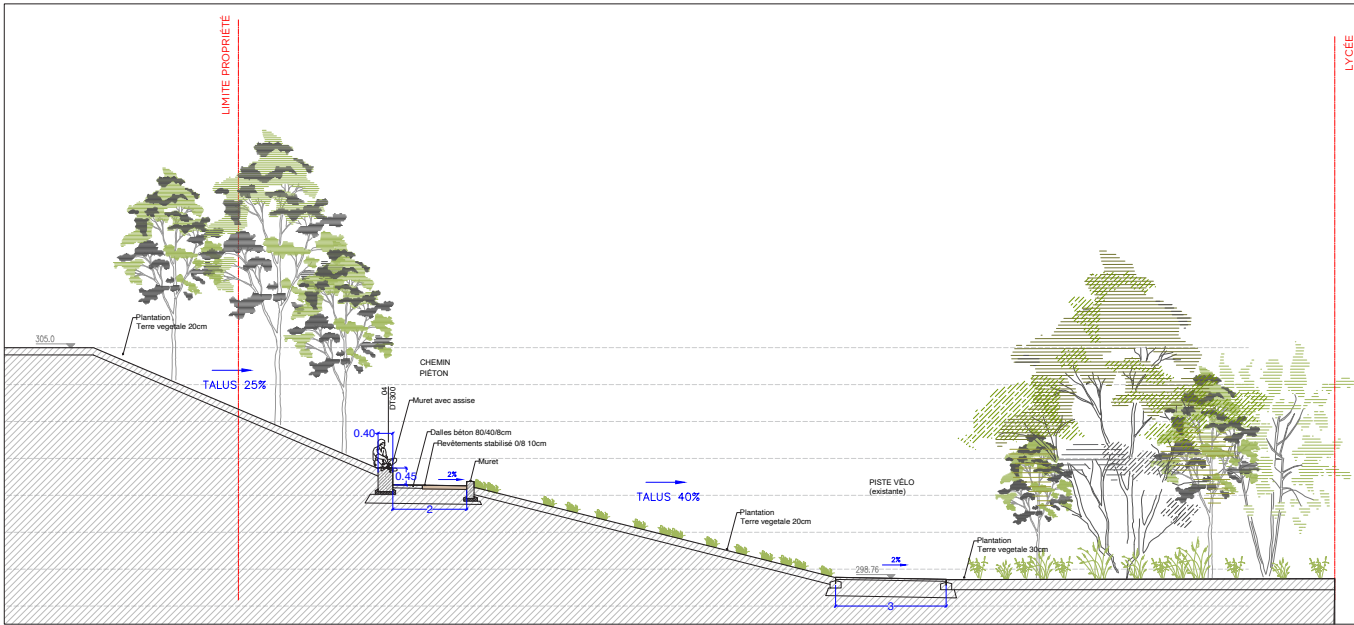 LIMITE PROPRIÉTÉ
LYCÉE
Plantation
Terre vegetale 20cm
305.0
TALUS 25%
CHEMIN
PIÉTON
04
DT300
Muret avec assise
0.40
Dalles béton 80/40/8cm
Revêtements stabilisé 0/8 10cm
Muret
0.45
2%
2
TALUS 40%
PISTE VÉLO
(existante)
Plantation
Terre vegetale 20cm
Plantation
Terre vegetale 30cm
2%
298.76
3